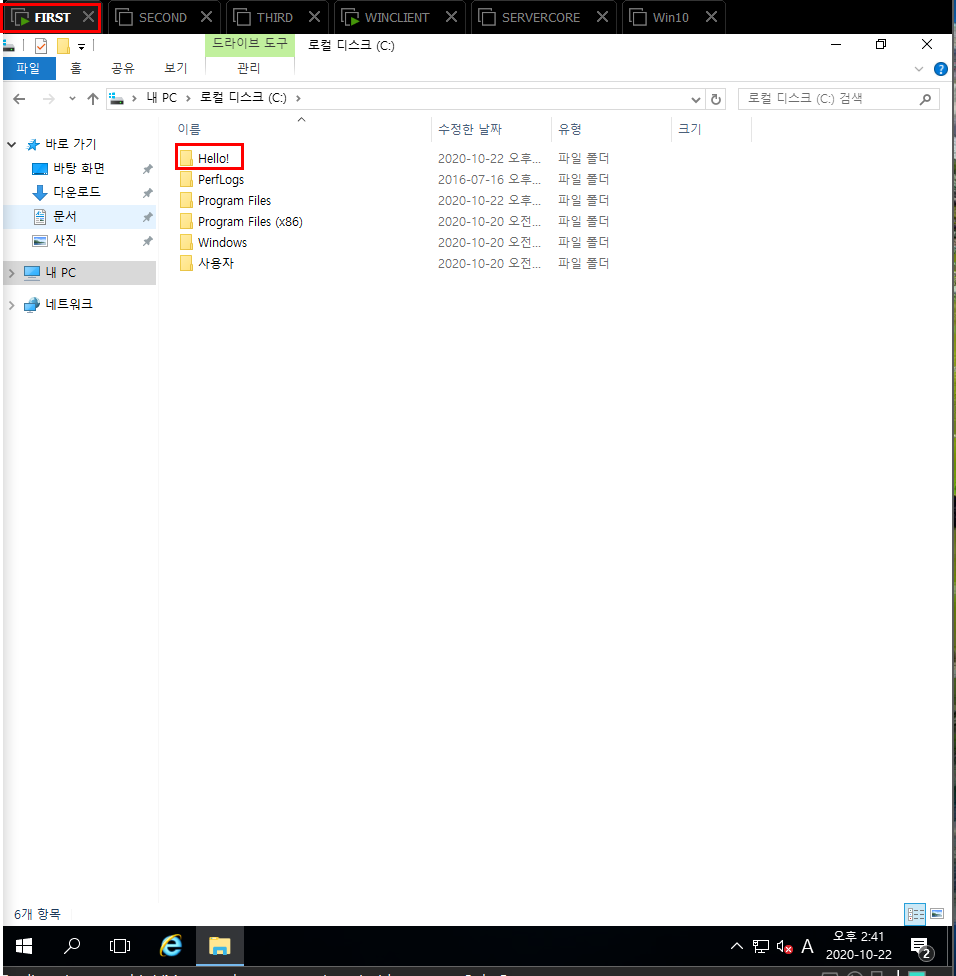 FIRST SECOND THIRD WINCLIENT SERVERCORE Win10
드라이브 도구 로컬 디스크 (C:)
파일 홈 공유 보기 관리
내 PC 로컬 디스크 (C:) 로컬 디스크 (C:) 검색
이름 수정한 날짜 유형 크기
바로 가기
바탕 화면
다운로드
문서
사진
내 PC
네트워크
Hello! 2020-10-22 오후... 파일 폴더
PerfLogs 2016-07-16 오후... 파일 폴더
Program Files 2020-10-22 오후... 파일 폴더
Program Files (x86) 2020-10-20 오전... 파일 폴더
Windows 2020-10-20 오전... 파일 폴더
사용자 2020-10-20 오전... 파일 폴더
6개 항목
A 오후 2:41
2020-10-22 2